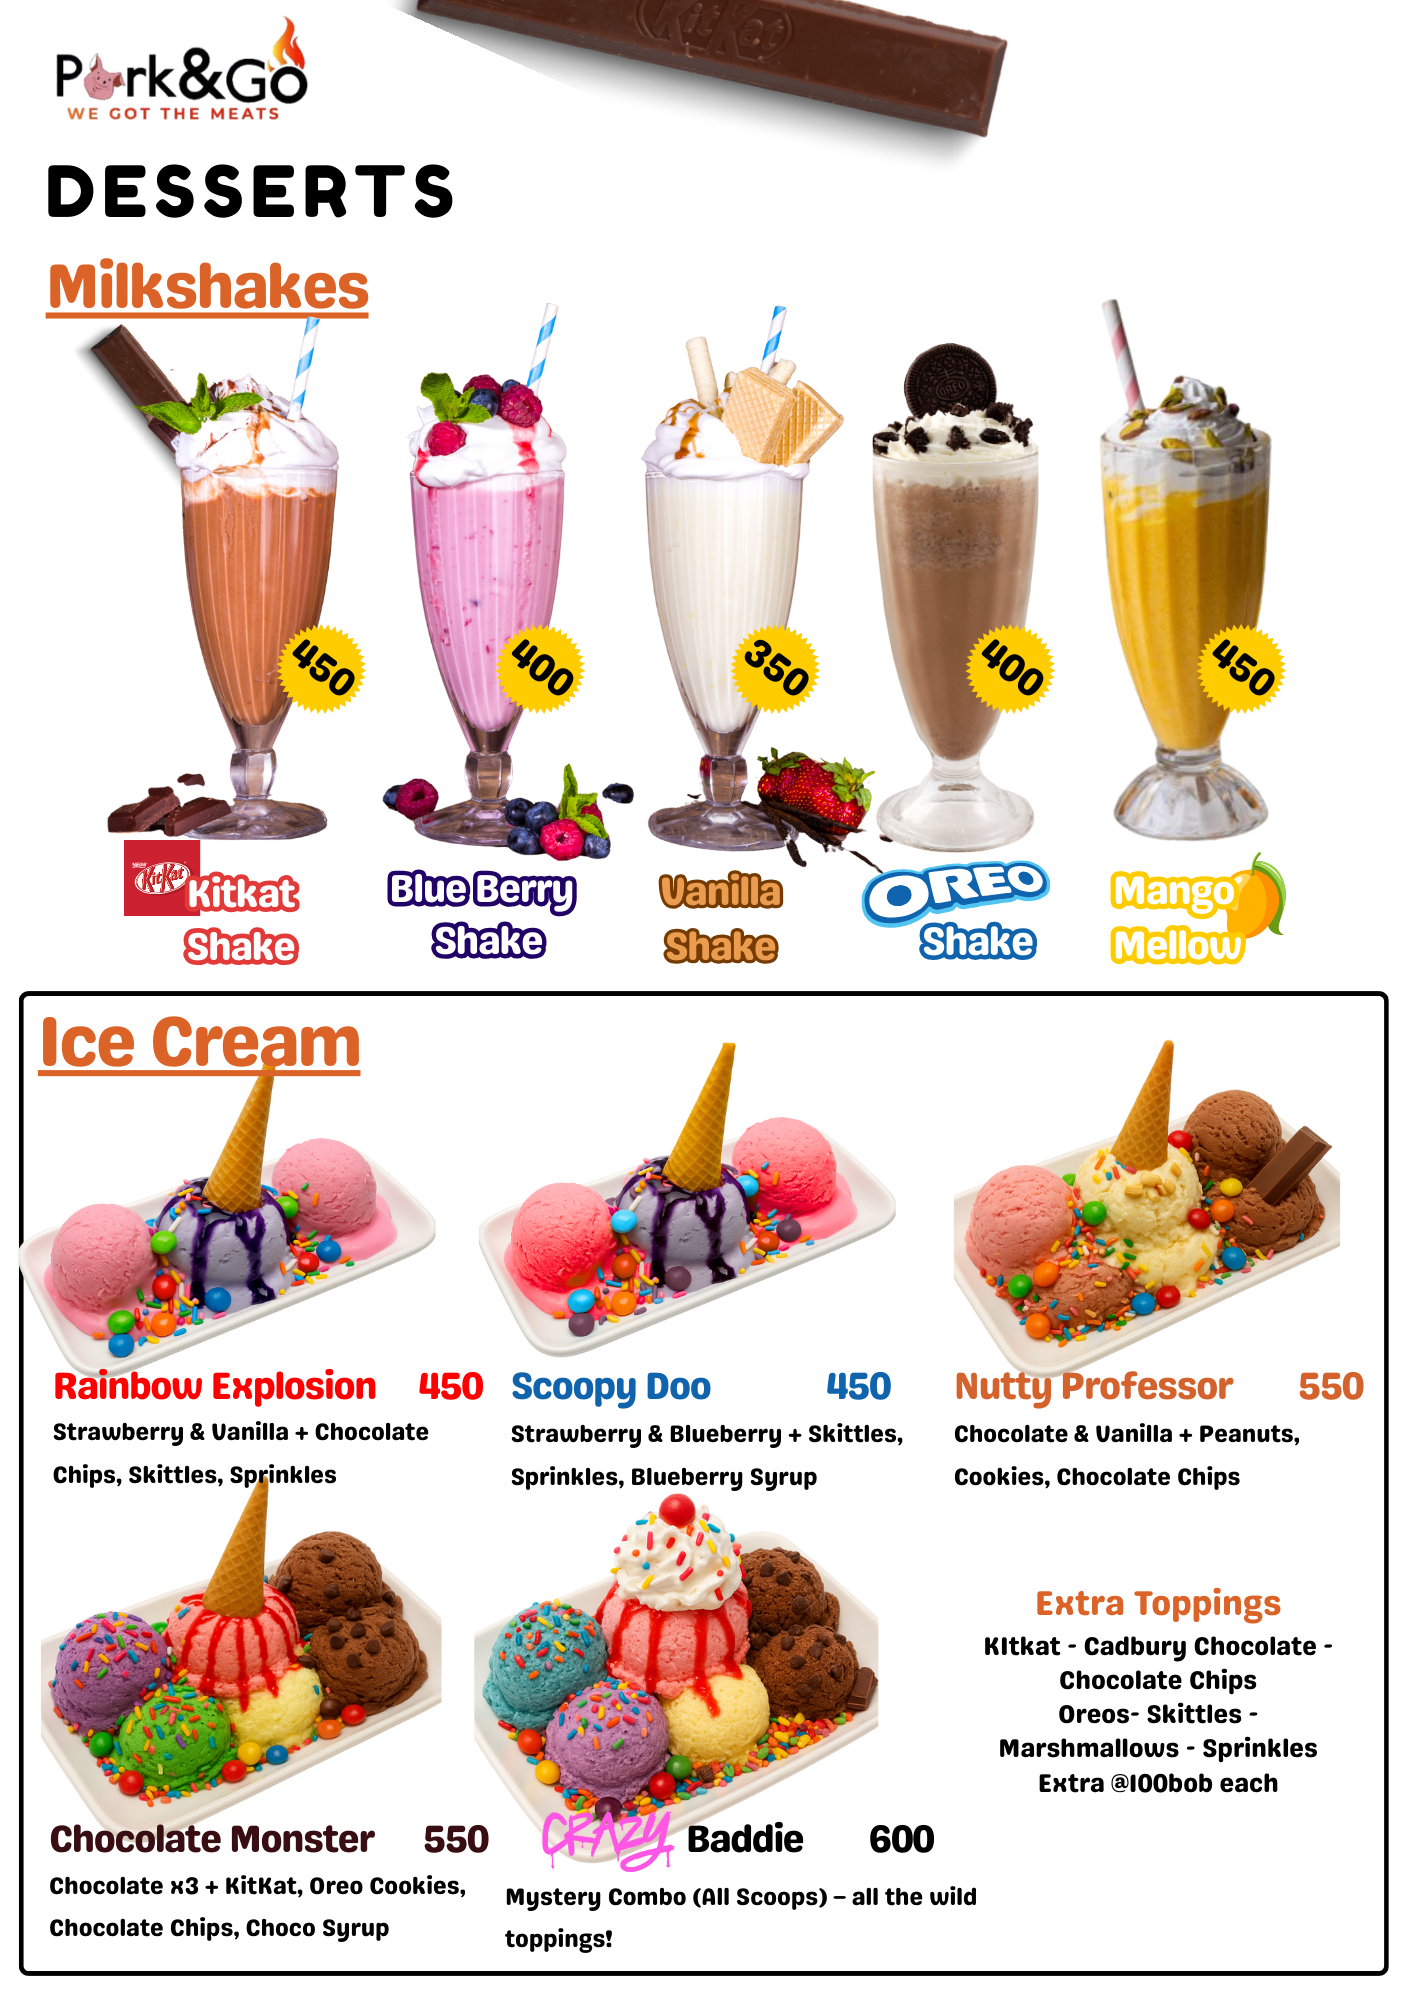 Pork&Go
WE GOT THE MEATS
KitKat
DESSERTS
Milkshakes
OREO
450
400
350
400
450
Nestle
KitKat
Kitkat
Shake
Blue Berry
Shake
Vanilla
Shake
OREO
Shake
Mango
Mellow
Ice Cream
Rainbow Explosion 450
Strawberry & Vanilla + Chocolate
Chips, Skittles, Sprinkles
Scoopy Doo 450
Strawberry & Blueberry + Skittles,
Sprinkles, Blueberry Syrup
Nutty Professor 550
Chocolate & Vanilla + Peanuts,
Cookies, Chocolate Chips
Chocolate Monster 550
Chocolate x3 + KitKat, Oreo Cookies,
Chocolate Chips, Choco Syrup
CRAZY Baddie 600
Mystery Combo (All Scoops) – all the wild
toppings!
Extra Toppings
KItkat - Cadbury Chocolate -
Chocolate Chips
Oreos- Skittles -
Marshmallows - Sprinkles
Extra @100bob each